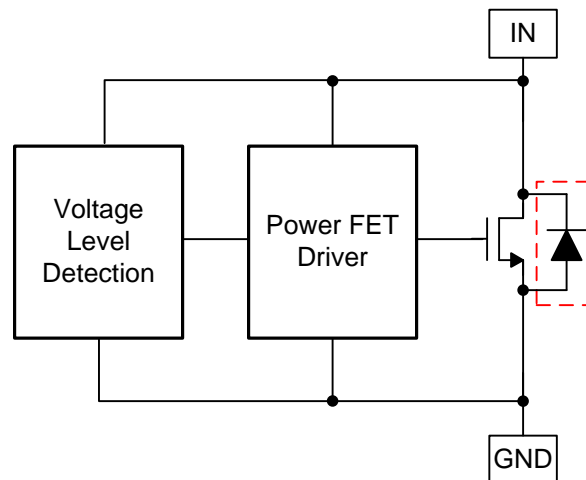 IN
Voltage
Level
Detection
Power FET
Driver
GND